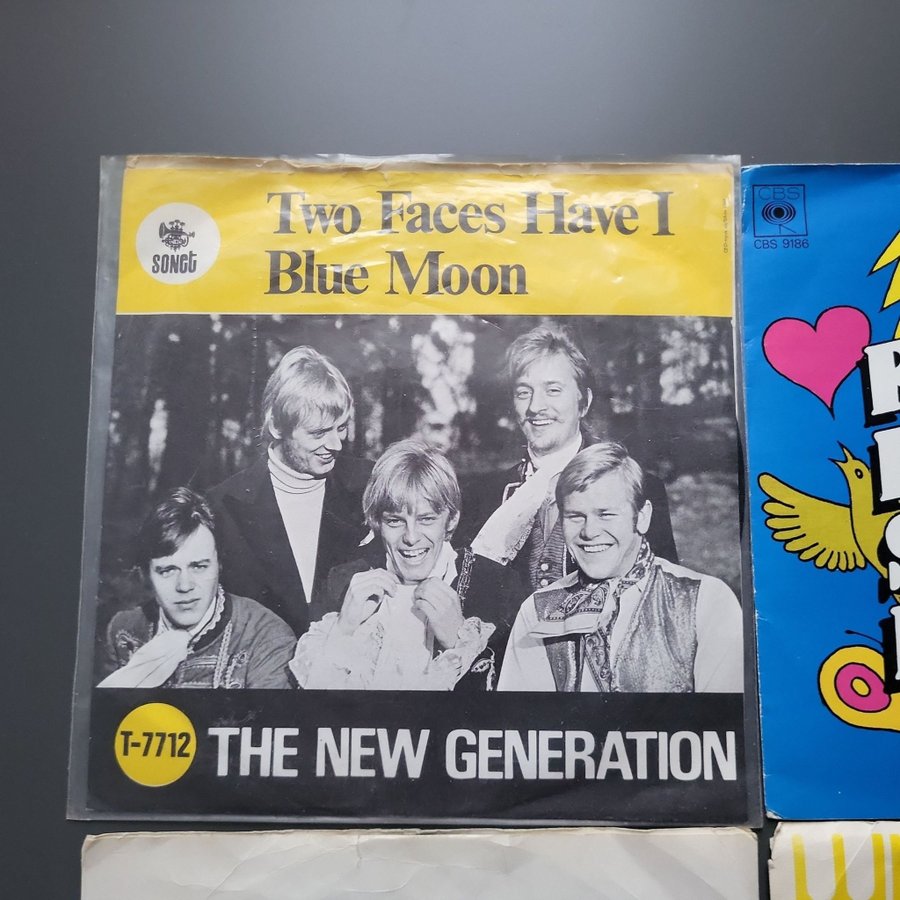 Two Faces Have I
Blue Moon
SONET
T-7712
THE NEW GENERATION
CBS
CBS 9186